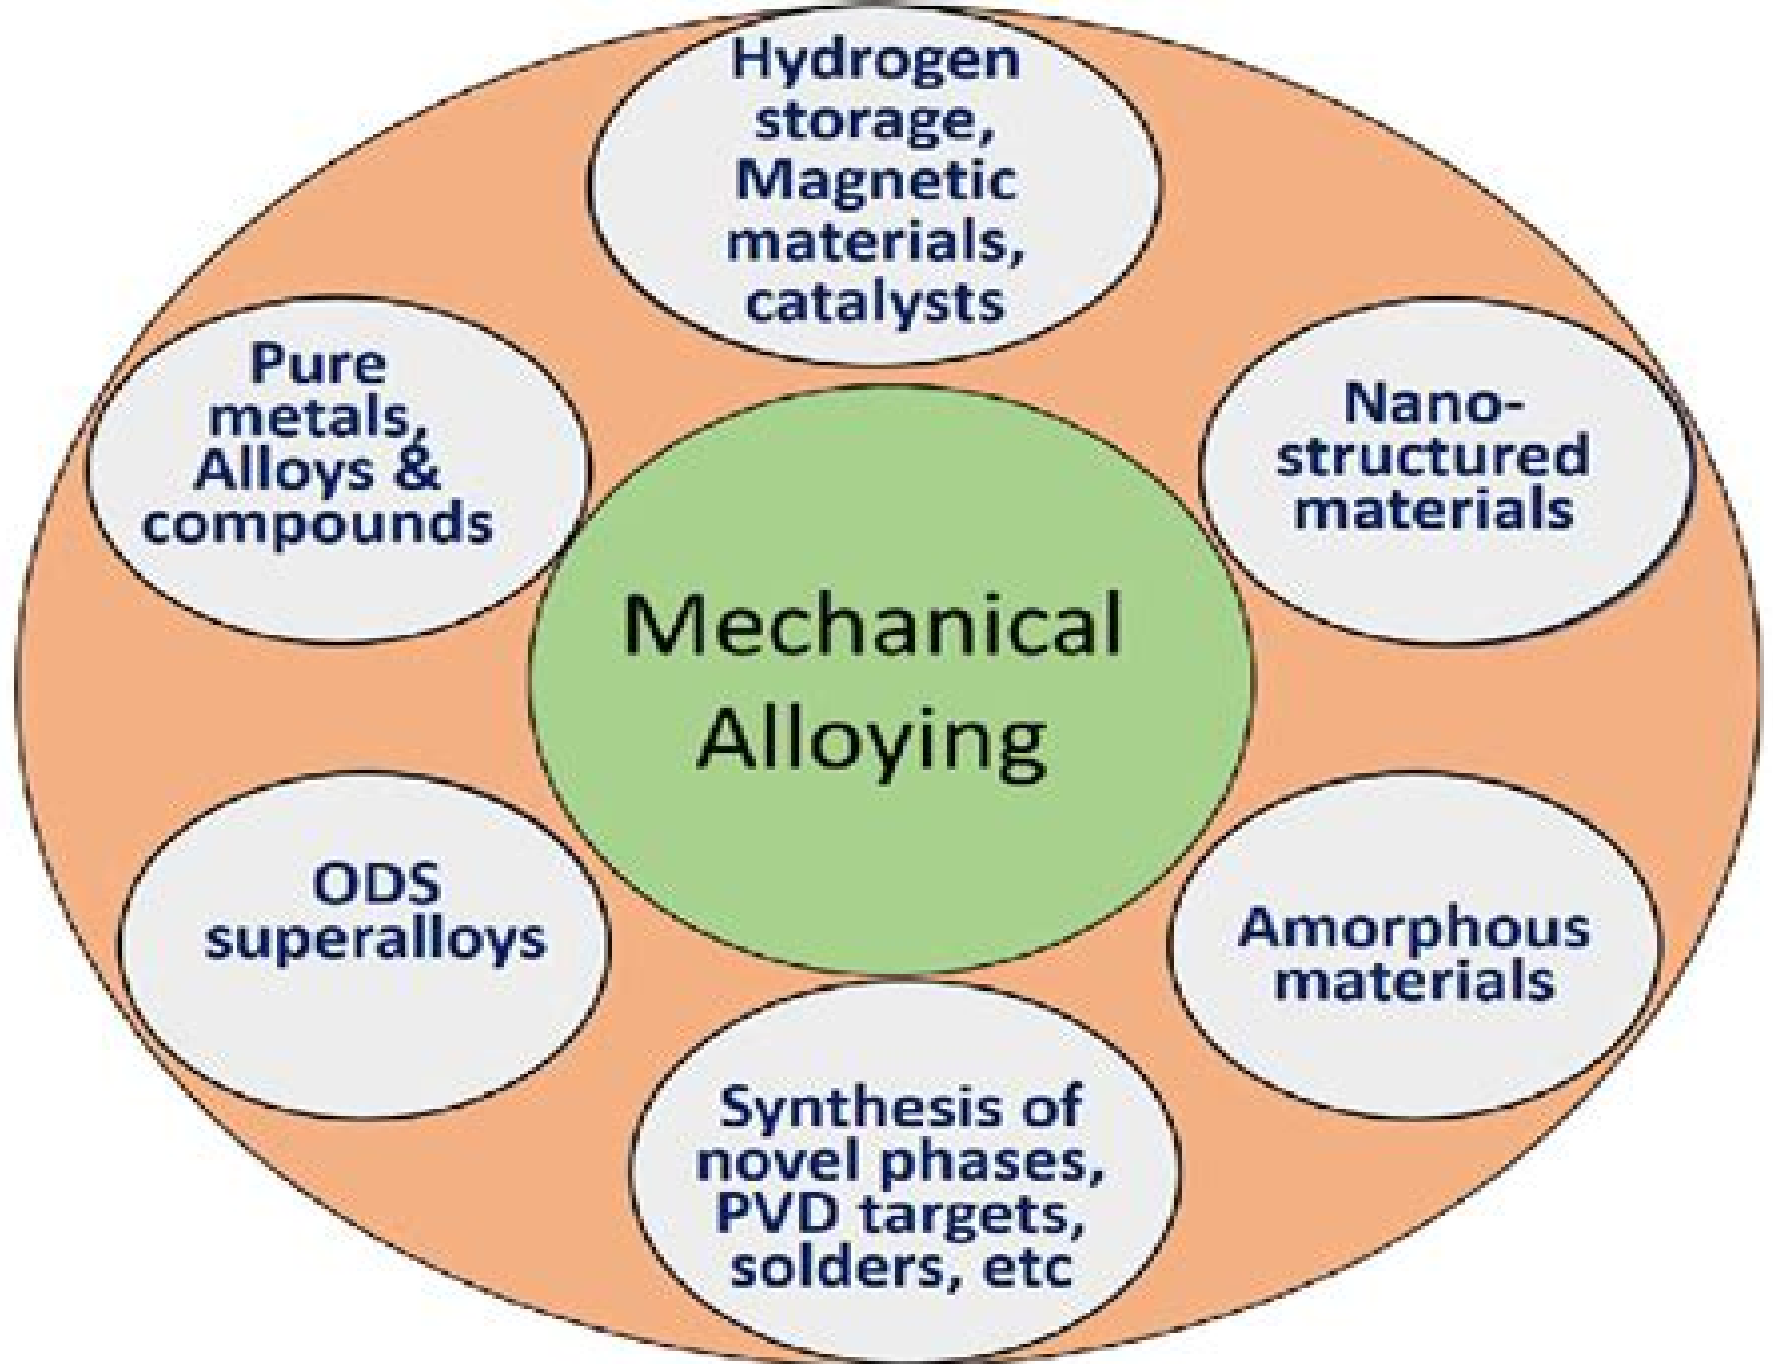 Hydrogen
storage,
Magnetic
materials,
catalysts
Pure
metals,
Alloys &
compounds
Nano-
structured
materials
Mechanical
Alloying
ODS
superalloys
Amorphous
materials
Synthesis of
novel phases,
PVD targets,
solders, etc